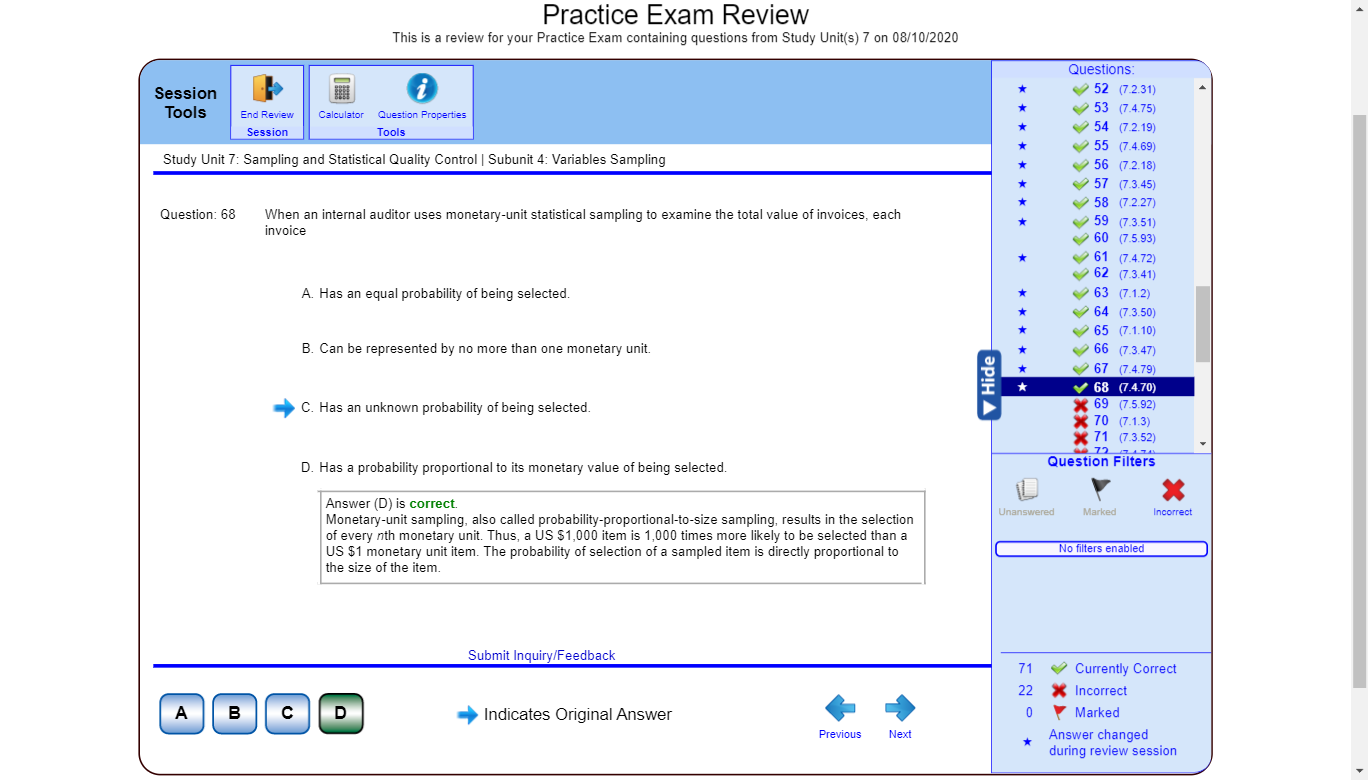 Practice Exam Review
This is a review for your Practice Exam containing questions from Study Unit(s) 7 on 08/10/2020
Session
Tools
End Review
Session
Calculator
Question Properties
Tools
Study Unit 7: Sampling and Statistical Quality Control | Subunit 4: Variables Sampling
Question: 68
When an internal auditor uses monetary-unit statistical sampling to examine the total value of invoices, each
invoice
A. Has an equal probability of being selected.
B. Can be represented by no more than one monetary unit.
C. Has an unknown probability of being selected.
D. Has a probability proportional to its monetary value of being selected.
Answer (D) is correct.
Monetary-unit sampling, also called probability-proportional-to-size sampling, results in the selection
of every nth monetary unit. Thus, a US $1,000 item is 1,000 times more likely to be selected than a
US $1 monetary unit item. The probability of selection of a sampled item is directly proportional to
the size of the item.
Submit Inquiry/Feedback
A B C D
Indicates Original Answer
Previous
Next
Hide
Questions:
52 (7.2.31)
53 (7.4.75)
54 (7.2.19)
55 (7.4.69)
56 (7.2.18)
57 (7.3.45)
58 (7.2.27)
59 (7.3.51)
60 (7.5.93)
61 (7.4.72)
62 (7.3.41)
63 (7.1.2)
64 (7.3.50)
65 (7.1.10)
66 (7.3.47)
67 (7.4.79)
68 (7.4.70)
69 (7.5.92)
70 (7.1.3)
71 (7.3.52)
Question Filters
Unanswered
Marked
Incorrect
No filters enabled
71 Currently Correct
22 Incorrect
0 Marked
Answer changed
during review session